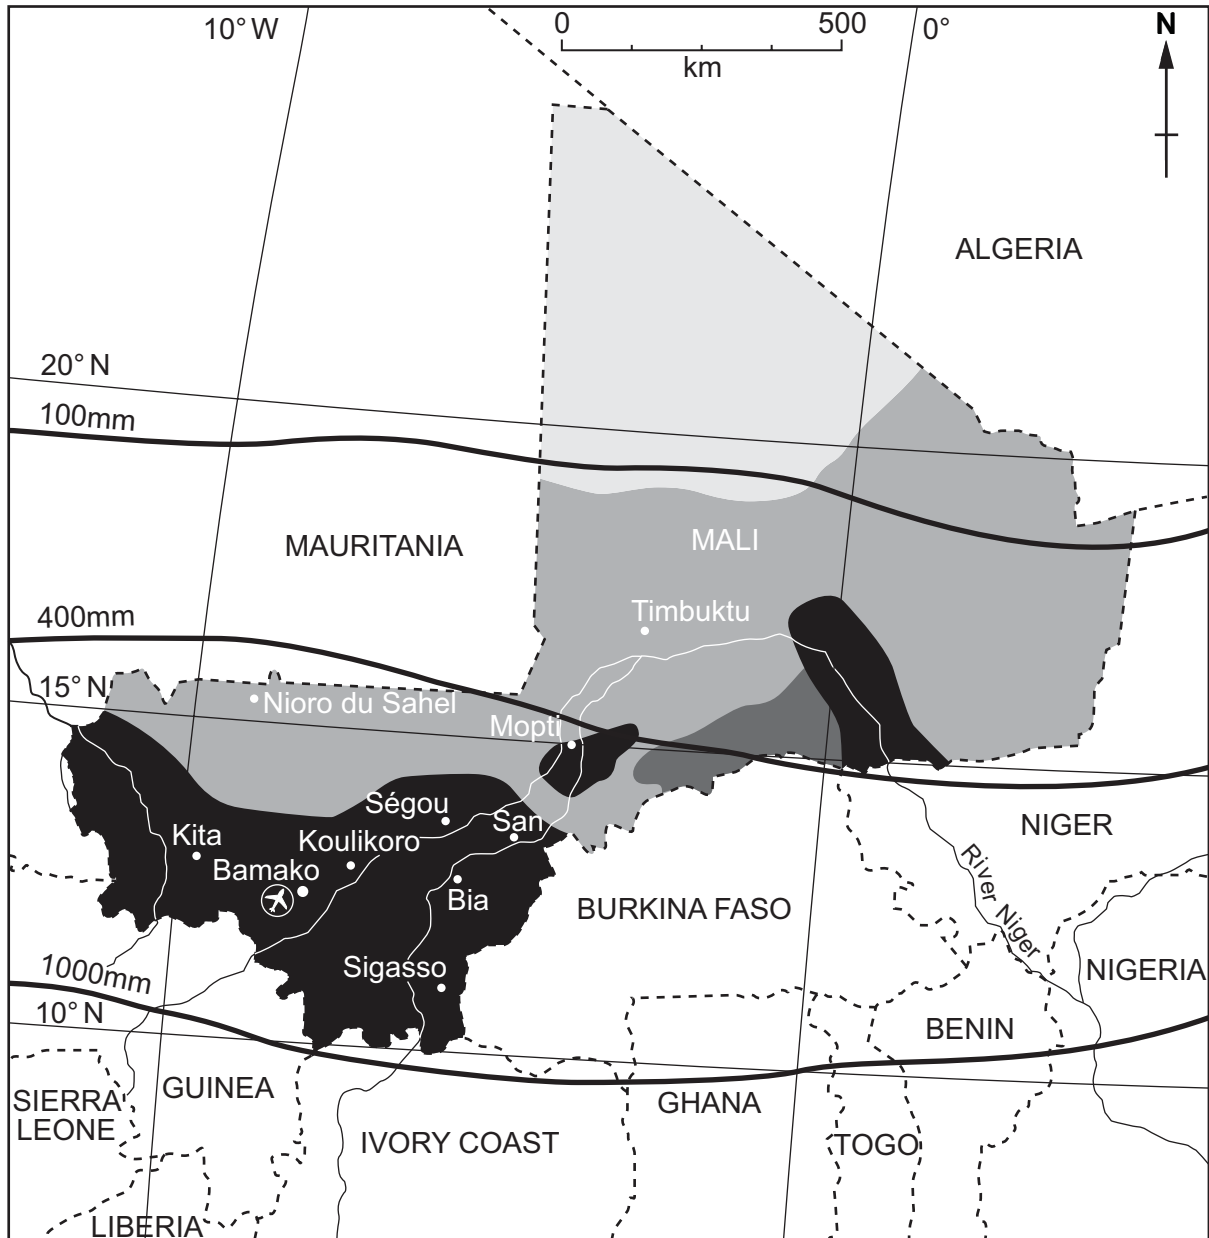 10° W
0
500
0°
N
km
ALGERIA
20° N
100mm
MAURITANIA
MALI
400mm
Timbuktu
15° N
Nioro du Sahel
Mopti
Ségou
San
Kita
Koulikoro
NIGER
Bamako
Bia
BURKINA FASO
River Niger
Sigasso
1000mm
NIGERIA
10° N
BENIN
SIERRA
LEONE
GUINEA
GHANA
IVORY COAST
TOGO
LIBERIA